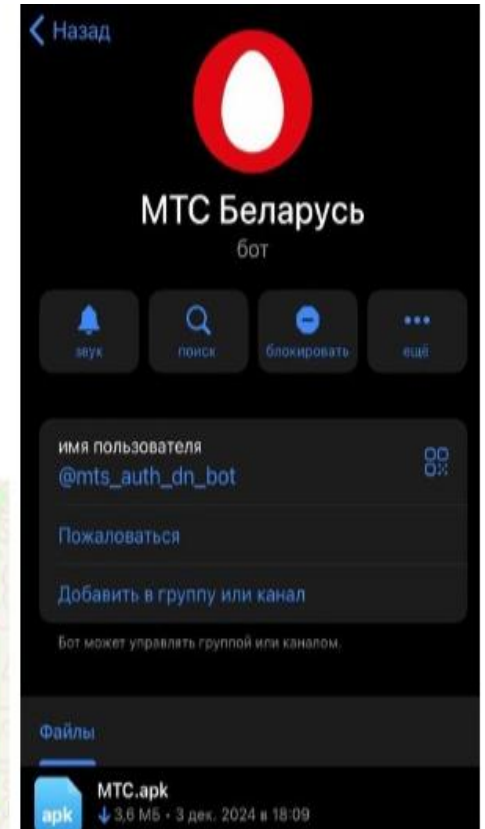 Назад
МТС Беларусь
бот
звук
поиск
блокировать
ещё
имя пользователя
@mts_auth_dn_bot
Пожаловаться
Добавить в группу или канал
Бот может управлять группой или каналом.
Файлы
МТС.apk
apk
3,6 МБ • 3 дек. 2024 в 18:09